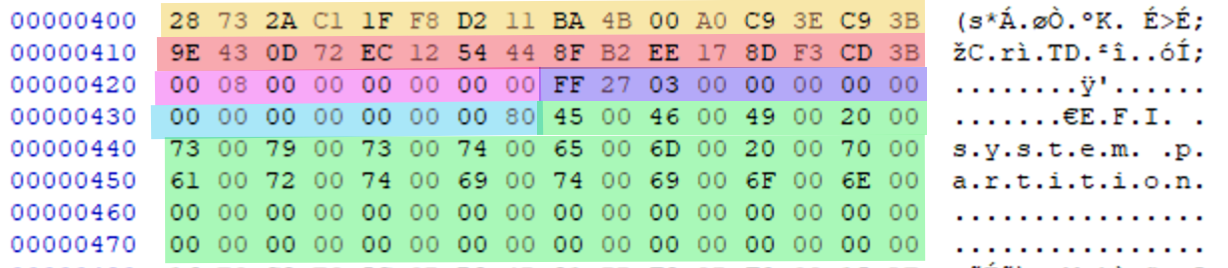 00000400 28 73 2A C1 1F F8 D2 11 BA 4B 00 A0 C9 3E C9 3B (s*Á.øÒ.ºK. É>É;
00000410 9E 43 0D 72 EC 12 54 44 8F B2 EE 17 8D F3 CD 3B žC.rì.TD.²î..óÍ;
00000420 00 08 00 00 00 00 00 00 FF 27 03 00 00 00 00 00 ........ÿ'......
00000430 00 00 00 00 00 00 00 80 45 00 46 00 49 00 20 00 .......€E.F.I. .
00000440 73 00 79 00 73 00 74 00 65 00 6D 00 20 00 70 00 s.y.s.t.e.m. .p.
00000450 61 00 72 00 74 00 69 00 74 00 69 00 6F 00 6E 00 a.r.t.i.t.i.o.n.
00000460 00 00 00 00 00 00 00 00 00 00 00 00 00 00 00 00 ................
00000470 00 00 00 00 00 00 00 00 00 00 00 00 00 00 00 00 ................